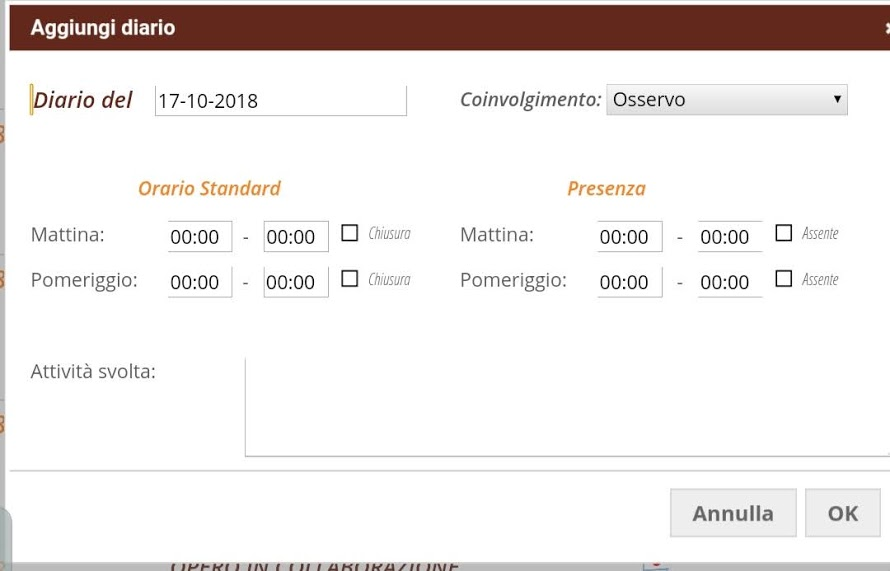 Aggiungi diario
Diario del 17-10-2018 Coinvolgimento: Osservo
Orario Standard Presenza
Mattina: 00:00 - 00:00 Chiusura Mattina: 00:00 - 00:00 Assente
Pomeriggio: 00:00 - 00:00 Chiusura Pomeriggio: 00:00 - 00:00 Assente
Attività svolta:
Annulla OK
OPERO IN COLLABORAZIONE